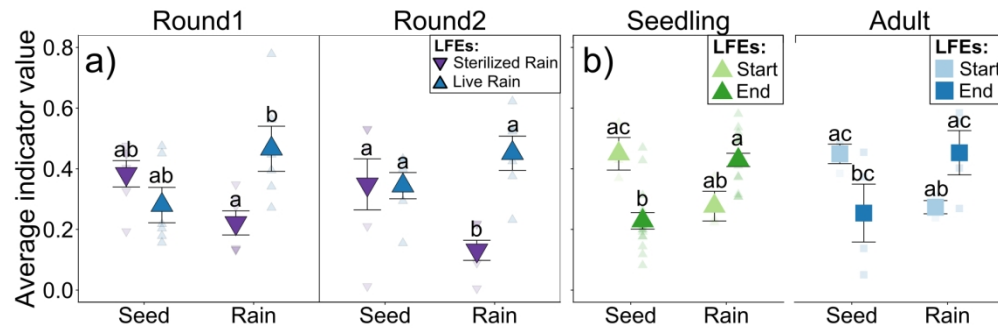 Round1 Round2 Seedling Adult
Average indicator value
0.8
0.6
0.4
0.2
0.0
a)
LFEs:
Sterilized Rain
Live Rain
ab
ab
a
b
a
a
b
a
Seed Rain Seed Rain
b)
LFEs:
Start
End
ac
b
ab
a
LFEs:
Start
End
ac
bc
ab
a
Seed Rain Seed Rain